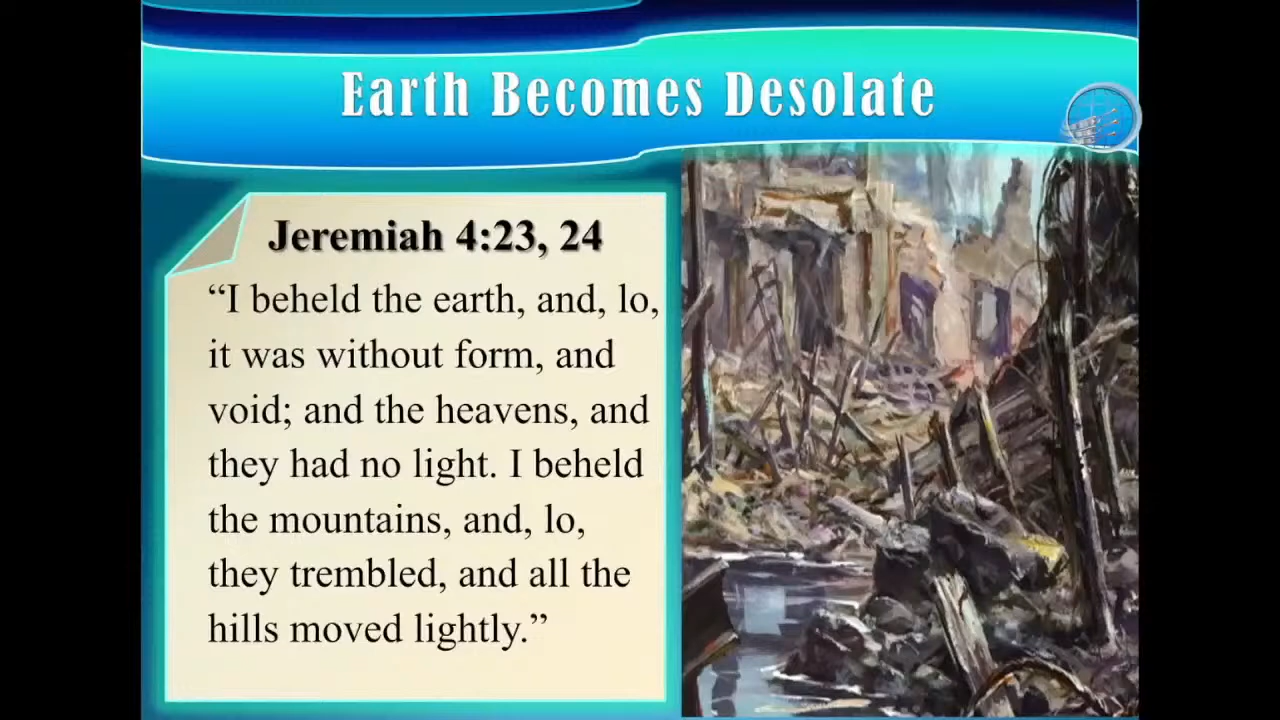 Earth Becomes Desolate
Jeremiah 4:23, 24
“I beheld the earth, and, lo,
it was without form, and
void; and the heavens, and
they had no light. I beheld
the mountains, and, lo,
they trembled, and all the
hills moved lightly.”